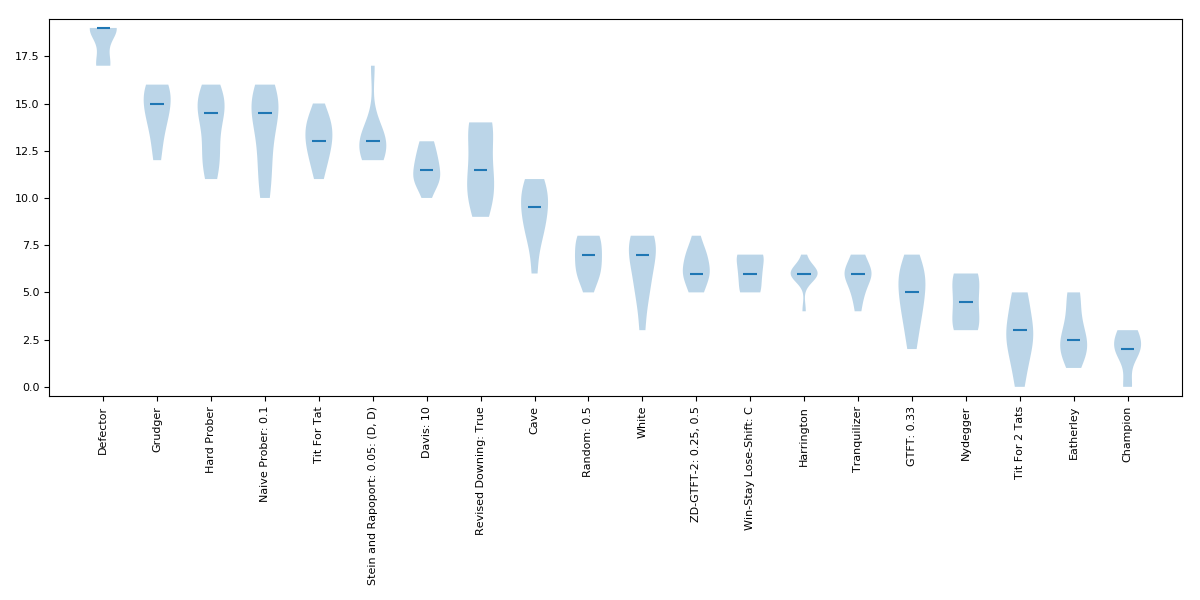 17.5
15.0
12.5
10.0
7.5
5.0
2.5
0.0
Defector
Grudger
Hard Prober
Naive Prober: 0.1
Tit For Tat
Stein and Rapoport: 0.05: (D, D)
Davis: 10
Revised Downing: True
Cave
Random: 0.5
White
ZD-GTFT-2: 0.25, 0.5
Win-Stay Lose-Shift: C
Harrington
Tranquilizer
GTFT: 0.33
Nydegger
Tit For 2 Tats
Eatherley
Champion